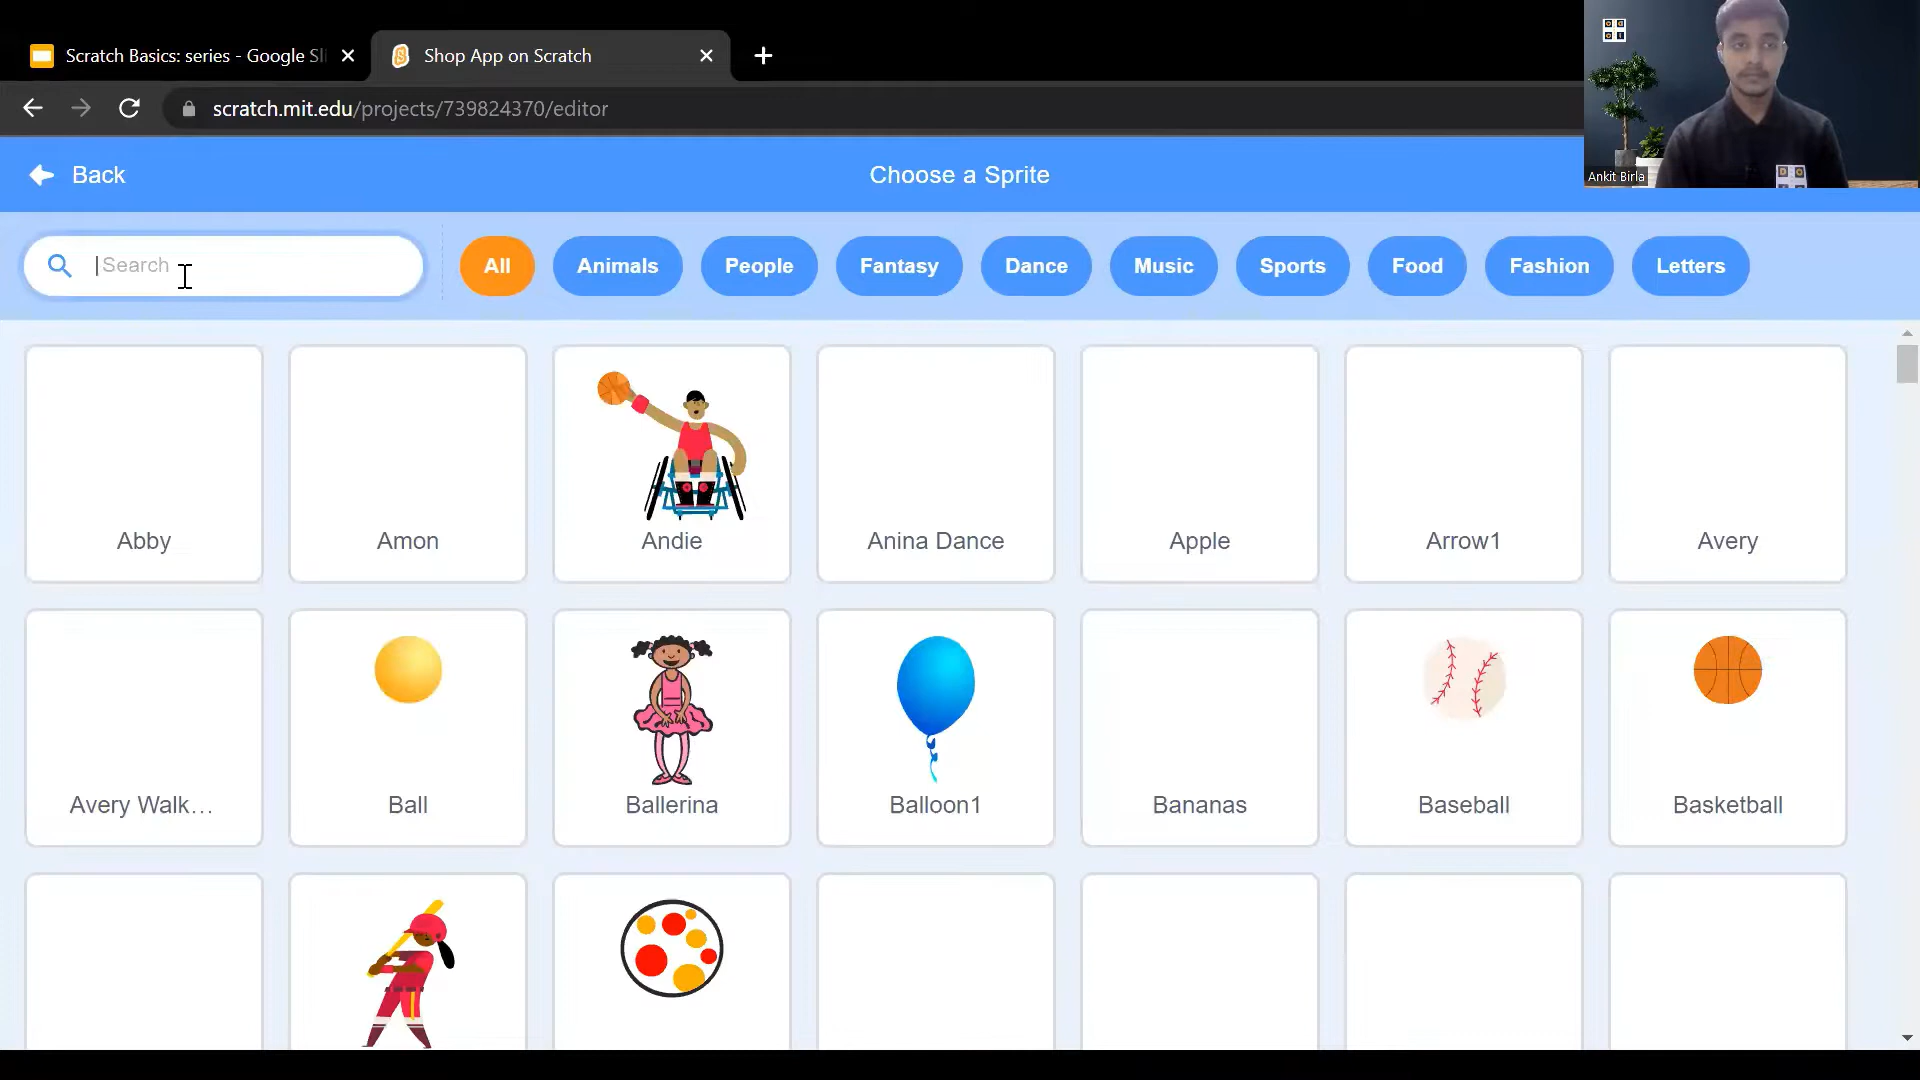 Scratch Basics: series - Google Sli
Shop App on Scratch
scratch.mit.edu/projects/739824370/editor
Ankit Birla
Back
Choose a Sprite
Search
All
Animals
People
Fantasy
Dance
Music
Sports
Food
Fashion
Letters
Abby
Amon
Andie
Anina Dance
Apple
Arrow1
Avery
Avery Walk...
Ball
Ballerina
Balloon1
Bananas
Baseball
Basketball